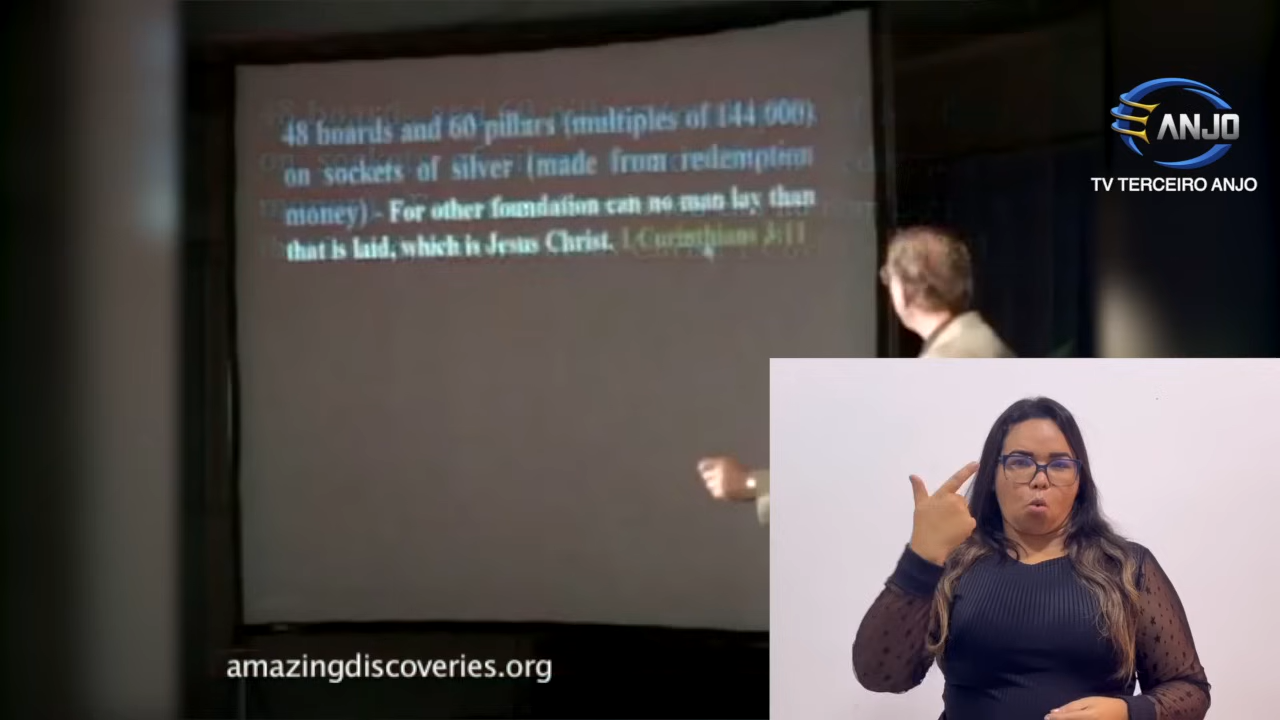 48 boards and 60 pillars (multiples of 144 000)
on sockets of silver (made from redemption
money) - For other foundation can no man lay than
that is laid, which is Jesus Christ. 1 Corinthians 3:11
ANJO
TV TERCEIRO ANJO
amazingdiscoveries.org